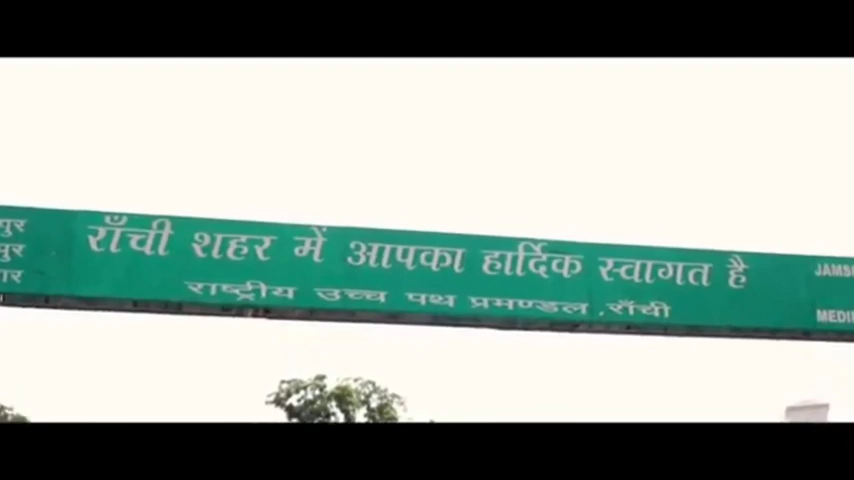 राँची शहर में आपका हार्दिक स्वागत है
राष्ट्रीय उच्च पथ प्रमण्डल, राँची